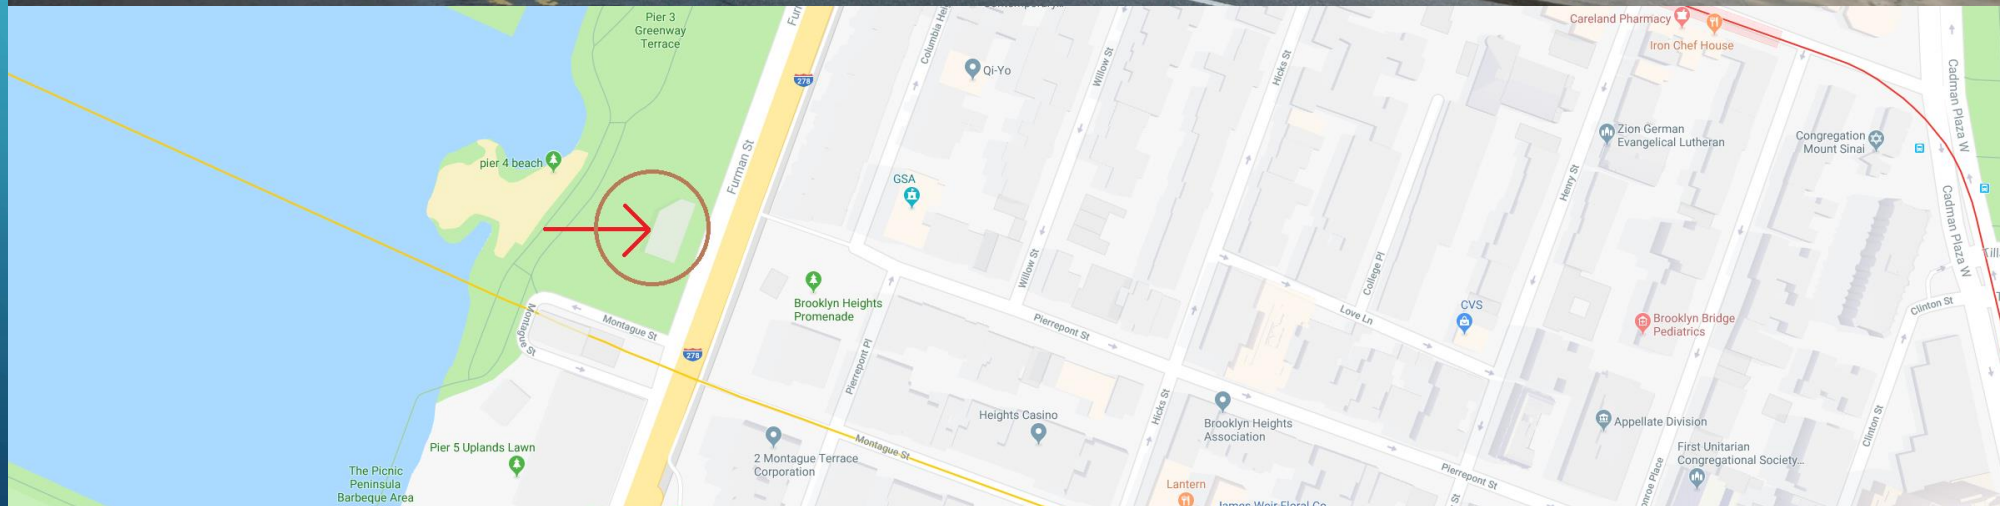 Pier 3
Greenway
Terrace
Furman St
278
Columbia Hei
Qi-Yo
Willow St
Hicks St
Careland Pharmacy
Iron Chef House
Cadman Plaza W
pier 4 beach
Zion German
Evangelical Lutheran
Congregation
Mount Sinai
GSA
Henry St
Cadman Plaza W
Willow St
College Pl
Brooklyn Heights
Promenade
Montague St
Montague St
278
Pierrepont St
Love Ln
CVS
Brooklyn Bridge
Pediatrics
Clinton St
Pierrepont Pl
Hicks St
Heights Casino
Brooklyn Heights
Association
Appellate Division
Clinton St
Montague St
Pier 5 Uplands Lawn
2 Montague Terrace
Corporation
First Unitarian
Congregational Society...
The Picnic
Peninsula
Barbeque Area
Pierrepont St
Lantern